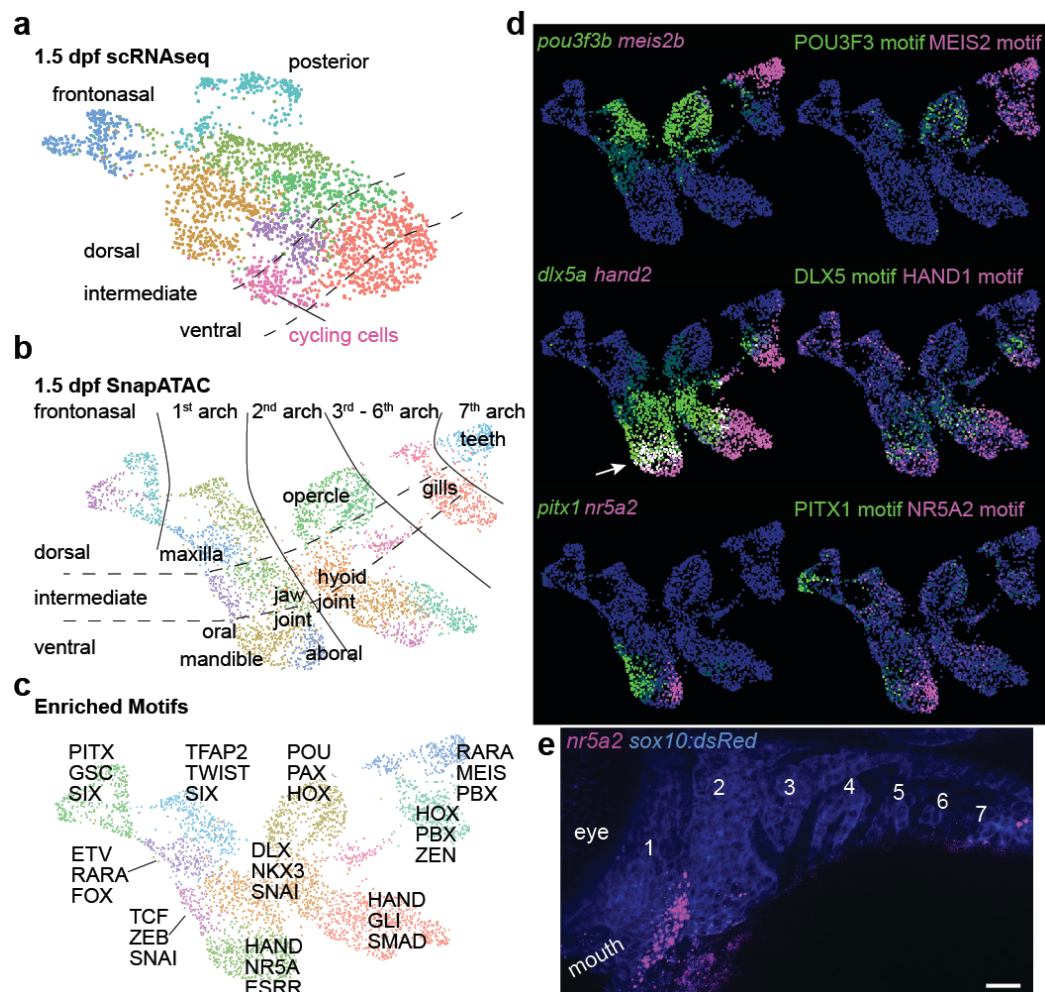 a
1.5 dpf scRNAseq
posterior
frontonasal
dorsal
intermediate
ventral
cycling cells
b
1.5 dpf SnapATAC
frontonasal 1st arch 2nd arch 3rd - 6th arch 7th arch
teeth
opercle
gills
dorsal
maxilla
intermediate
hyoid
joint
jaw
joint
ventral
oral
mandible
aboral
c
Enriched Motifs
PITX
GSC
SIX
TFAP2
TWIST
SIX
POU
PAX
HOX
RARA
MEIS
PBX
HOX
PBX
ZEN
ETV
RARA
FOX
DLX
NKX3
SNAI
TCF
ZEB
SNAI
HAND
GLI
SMAD
HAND
NR5A
ESRR
d
pou3f3b meis2b
POU3F3 motif MEIS2 motif
dlx5a hand2
DLX5 motif HAND1 motif
pitx1 nr5a2
PITX1 motif NR5A2 motif
e
nr5a2 sox10:dsRed
eye
1
2
3
4
5
6
7
mouth